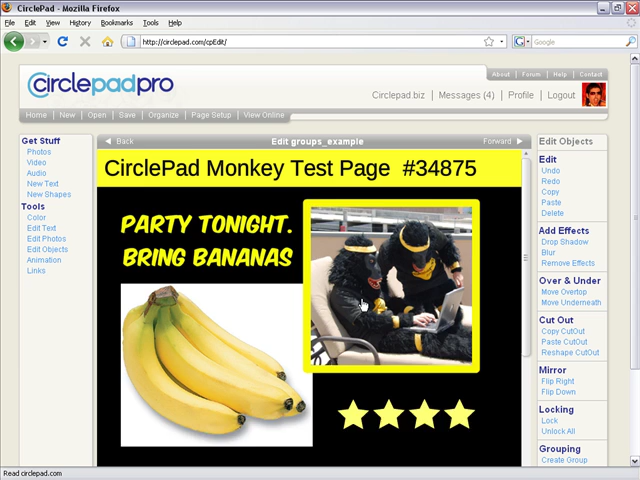 CirclePad - Mozilla Firefox
File Edit View History Bookmarks Tools Help
http://circlepad.com/cpEdit/
Google
circlepadpro
About Forum Help Contact
Circlepad.biz Messages (4) Profile Logout
Home New Open Save Organize Page Setup View Online
Get Stuff
Photos
Video
Audio
New Text
New Shapes
Tools
Color
Edit Text
Edit Photos
Edit Objects
Animation
Links
Back Edit groups_example Forward
CirclePad Monkey Test Page #34875
PARTY TONIGHT.
BRING BANANAS
Edit Objects
Edit
Undo
Redo
Copy
Paste
Delete
Add Effects
Drop Shadow
Blur
Remove Effects
Over & Under
Move Overtop
Move Underneath
Cut Out
Copy CutOut
Paste CutOut
Reshape CutOut
Mirror
Flip Right
Flip Down
Locking
Lock
Unlock All
Grouping
Create Group
Read circlepad.com